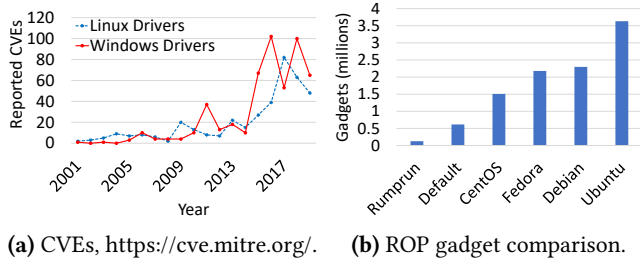 Reported CVEs
120
100
80
60
40
20
0
Linux Drivers
Windows Drivers
2001
2005
2009
2013
2017
Year
(a) CVEs, https://cve.mitre.org/.
Gadgets (millions)
4
3.5
3
2.5
2
1.5
1
0.5
0
Rumprun
Default
CentOS
Fedora
Debian
Ubuntu
(b) ROP gadget comparison.